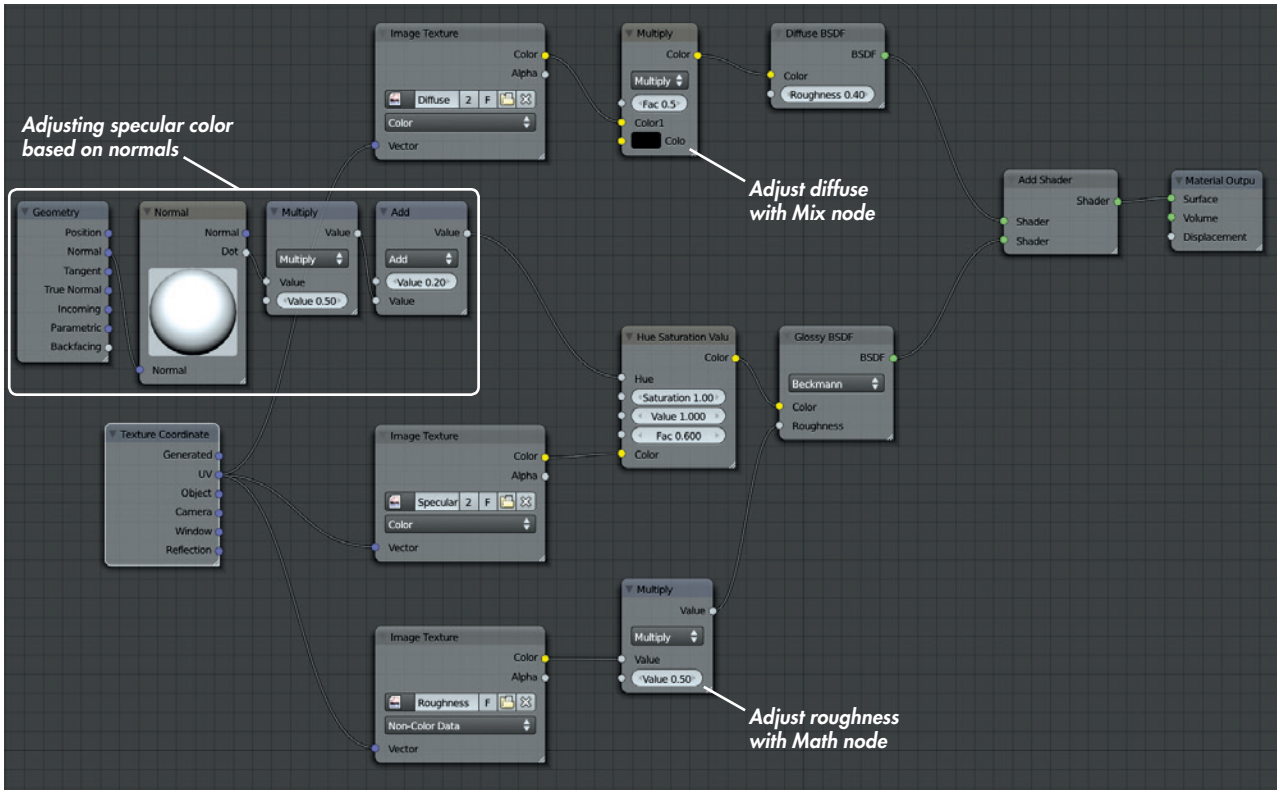 Adjusting specular color
based on normals
Geometry
Position
Normal
Tangent
True Normal
Incoming
Parametric
Backfacing
Normal
Normal
Dot
Normal
Multiply
Value
Multiply
Value
Value 0.50
Add
Value
Add
Value 0.20
Value
Image Texture
Color
Alpha
Diffuse 2 F
Color
Vector
Multiply
Color
Multiply
Fac 0.5
Color1
Colo
Adjust diffuse
with Mix node
Diffuse BSDF
BSDF
Color
Roughness 0.40
Add Shader
Shader
Shader
Shader
Material Outpu
Surface
Volume
Displacement
Texture Coordinate
Generated
UV
Object
Camera
Window
Reflection
Image Texture
Color
Alpha
Specular 2 F
Color
Vector
Hue Saturation Valu
Color
Hue
Saturation 1.00
Value 1.000
Fac 0.600
Color
Glossy BSDF
BSDF
Beckmann
Color
Roughness
Image Texture
Color
Alpha
Roughness F
Non-Color Data
Vector
Multiply
Value
Multiply
Value
Value 0.50
Adjust roughness
with Math node